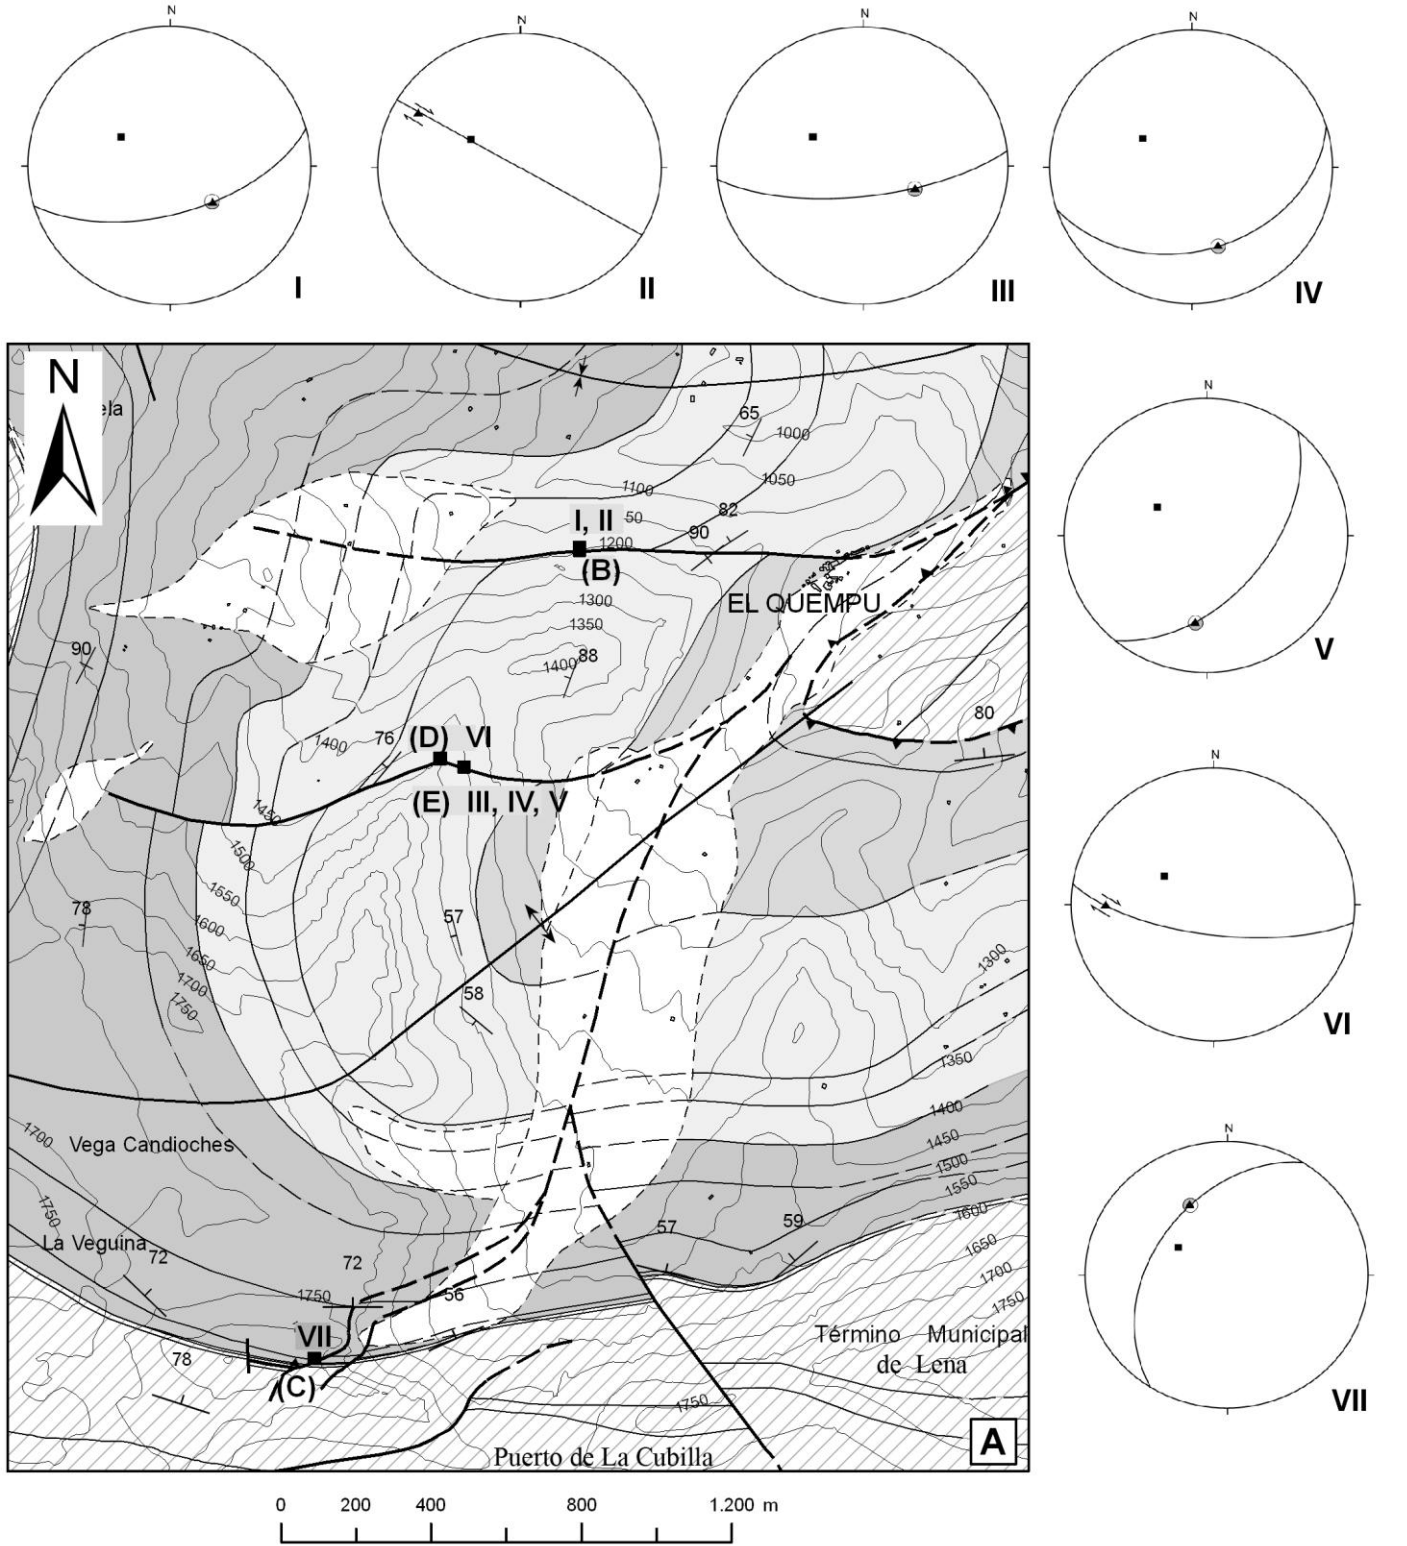 N
N
N
N
I
II
III
IV
N
ela
65
1000
1050
1100
82
I, II
50
90
1200
(B)
EL QUEMPU
1300
1350
1400
88
90
N
V
80
76
(D) VI
1400
(E) III, IV, V
1450
1500
1550
78
1600
57
1650
1300
1700
1750
58
N
VI
1350
1400
1700
Vega Candioches
1450
1500
1550
1750
1600
57
59
La Veguina
72
72
1650
1700
1750
56
1750
N
VII
VII
78
(C)
Término Municipal
de Lena
1750
A
Puerto de La Cubilla
0 200 400 800 1.200 m